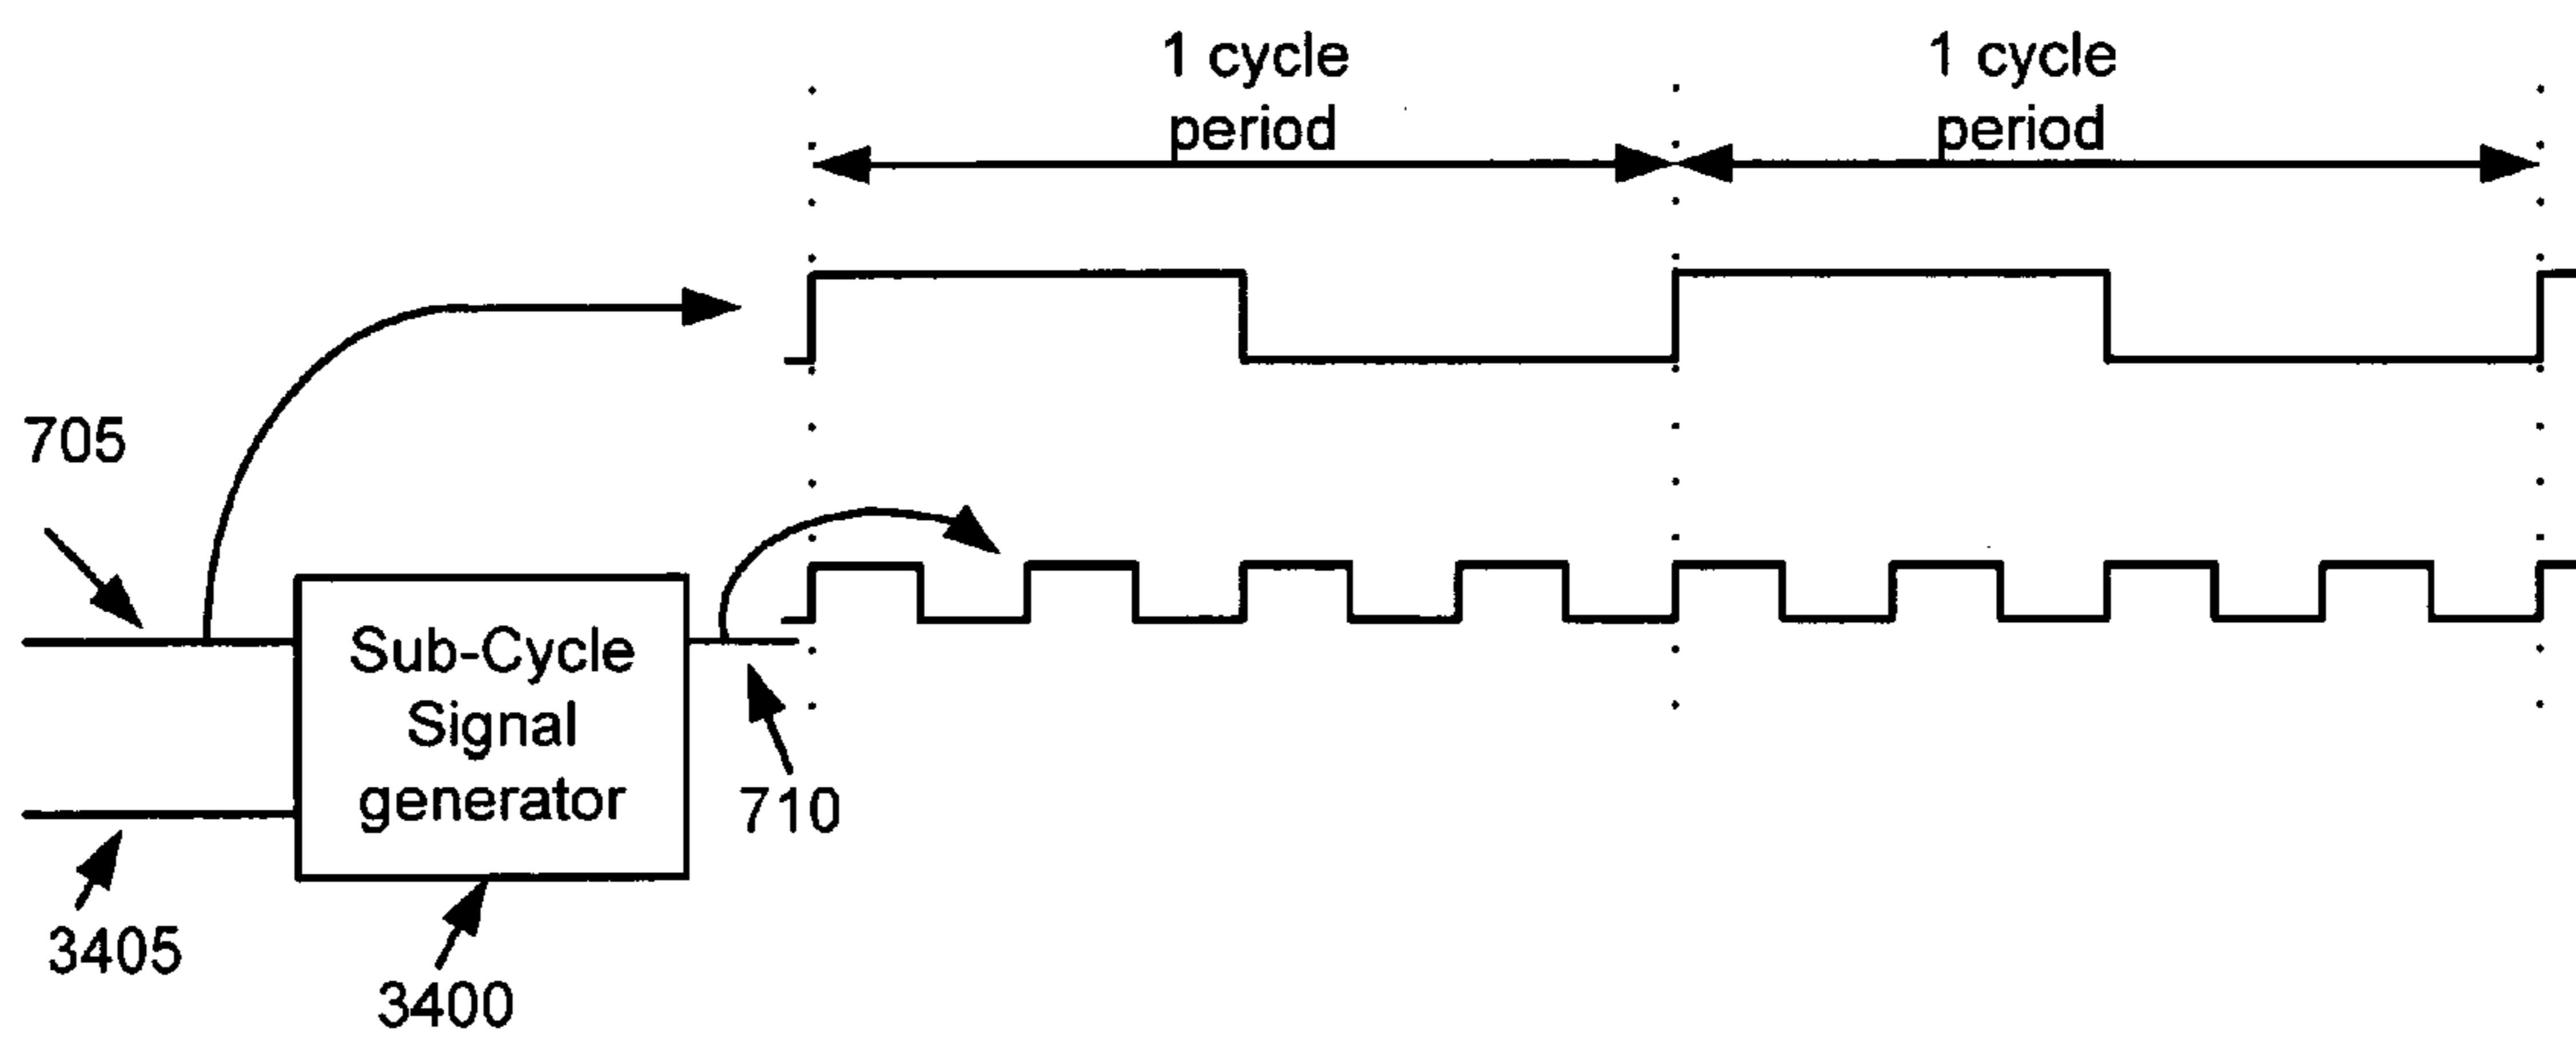 1 cycle
period
1 cycle
period
705
Sub-Cycle
Signal
generator
710
3405
3400